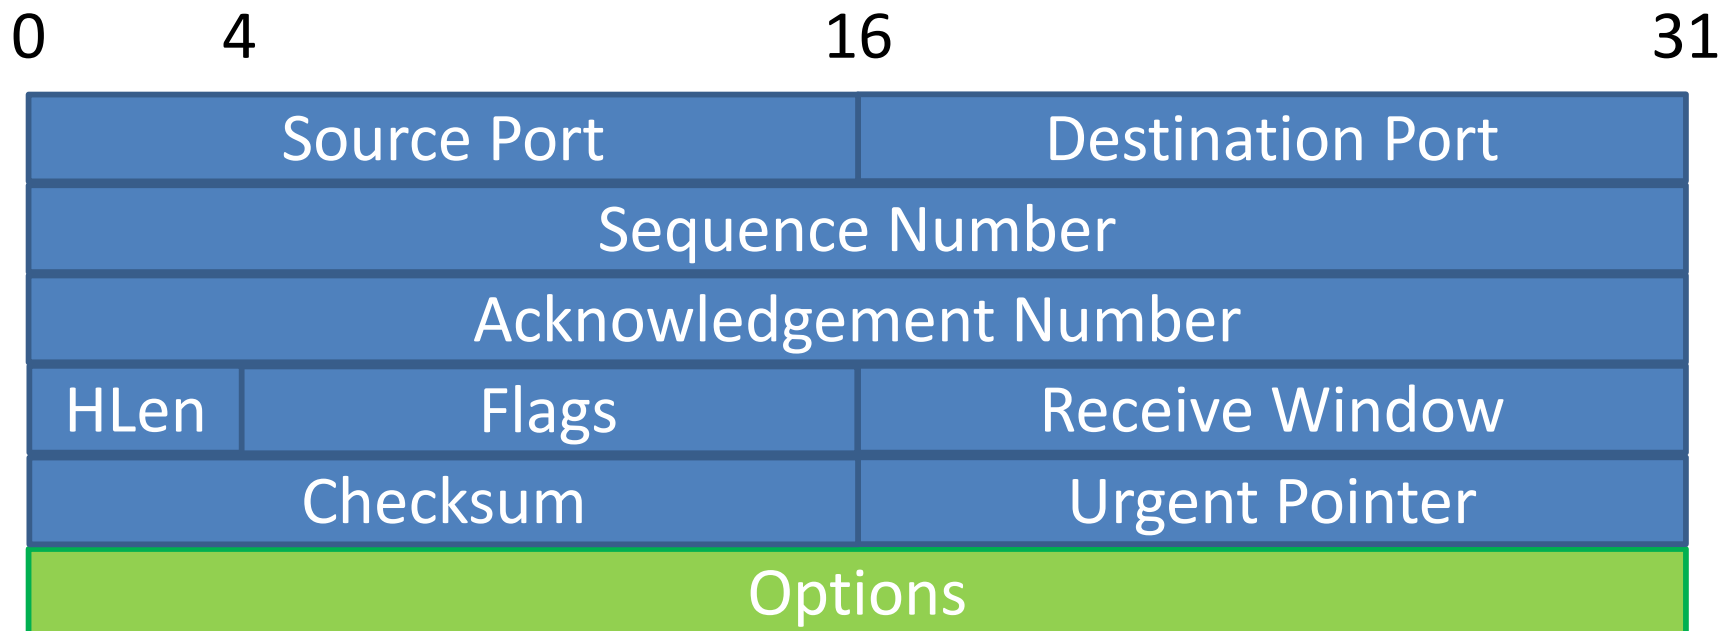 0 4 16 31
Source Port Destination Port
Sequence Number
Acknowledgement Number
HLen Flags Receive Window
Checksum Urgent Pointer
Options